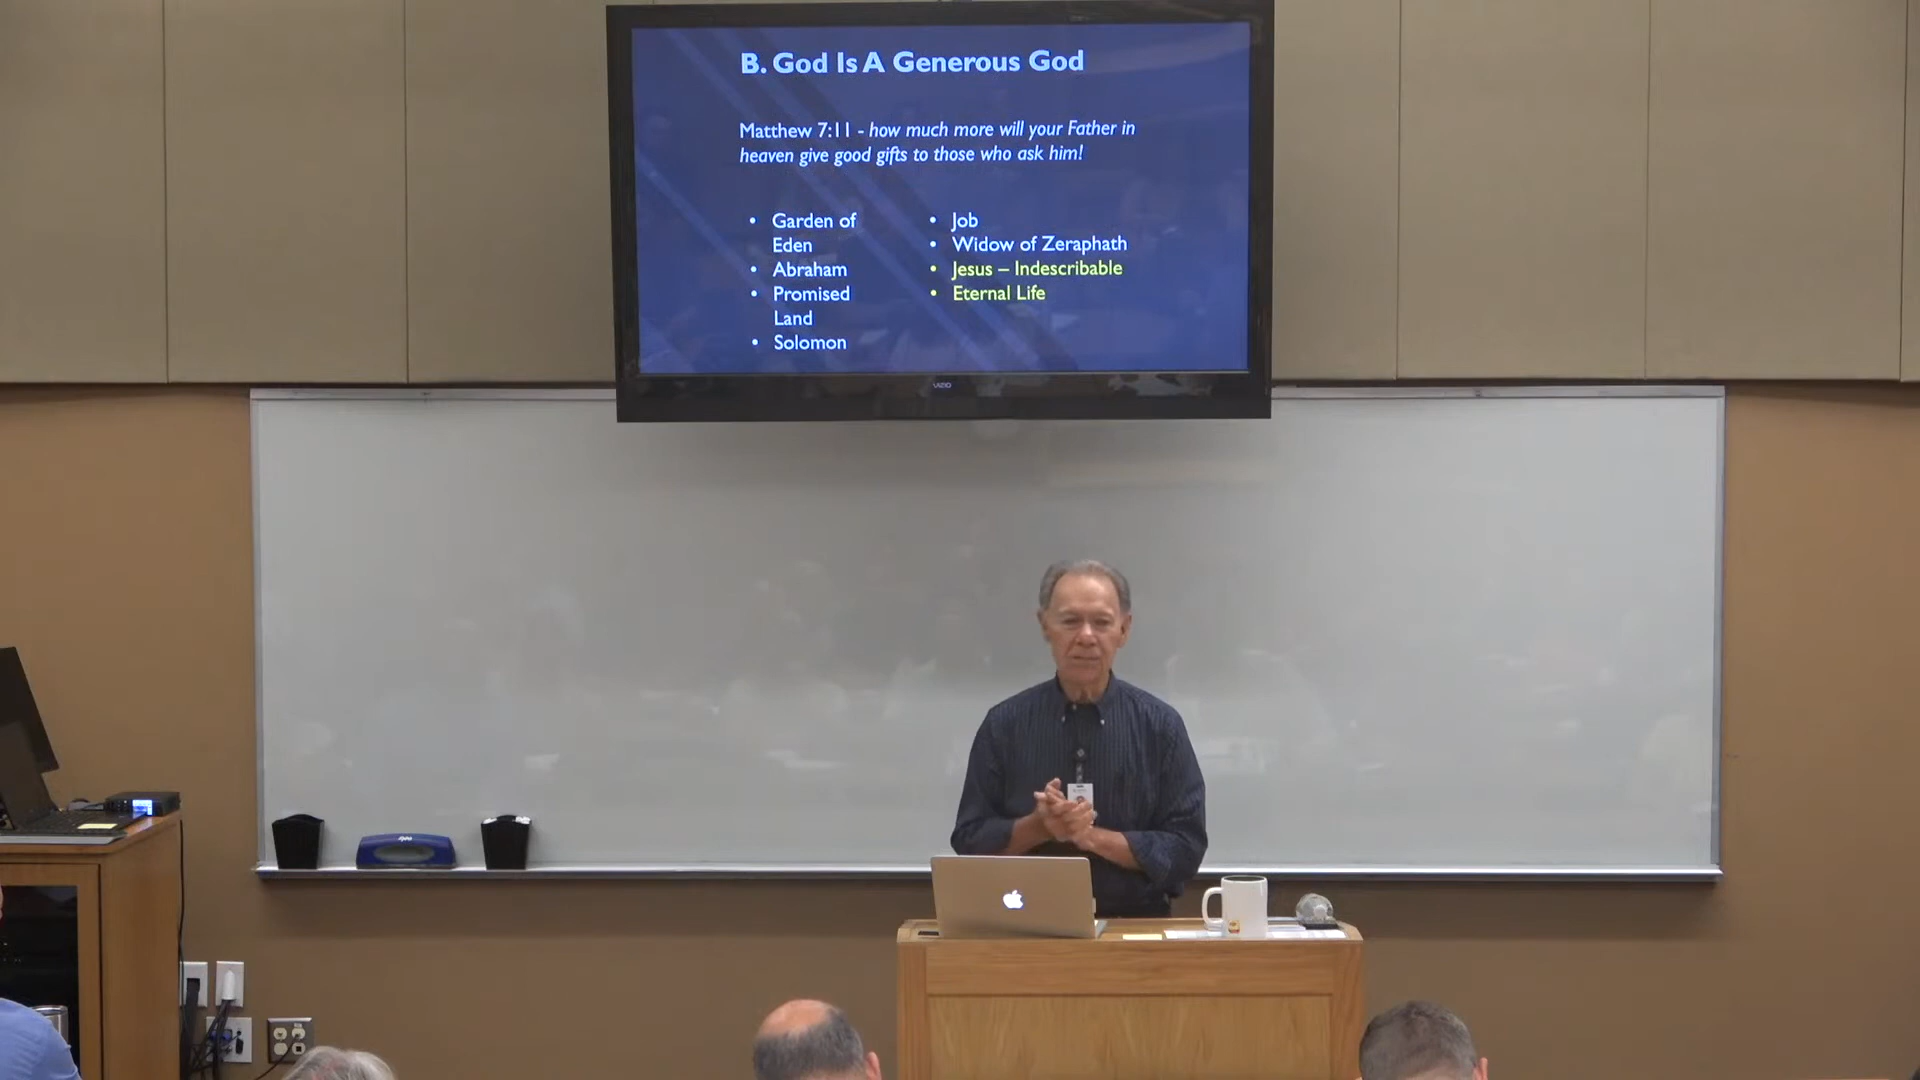 B. God Is A Generous God
Matthew 7:11 - how much more will your Father in
heaven give good gifts to those who ask him!
• Garden of
Eden
• Abraham
• Promised
Land
• Solomon
• Job
• Widow of Zeraphath
• Jesus – Indescribable
• Eternal Life
VIZIO